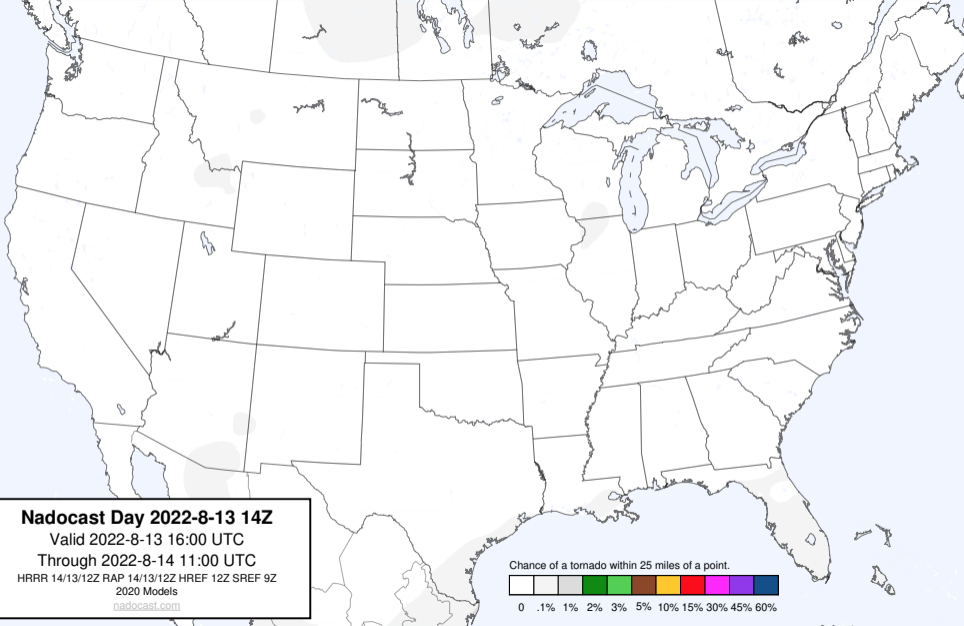 Nadocast Day 2022-8-13 14Z
Valid 2022-8-13 16:00 UTC
Through 2022-8-14 11:00 UTC
HRRR 14/13/12Z RAP 14/13/12Z HREF 12Z SREF 9Z
2020 Models
nadocast.com
Chance of a tornado within 25 miles of a point.
0 .1% 1% 2% 3% 5% 10% 15% 30% 45% 60%